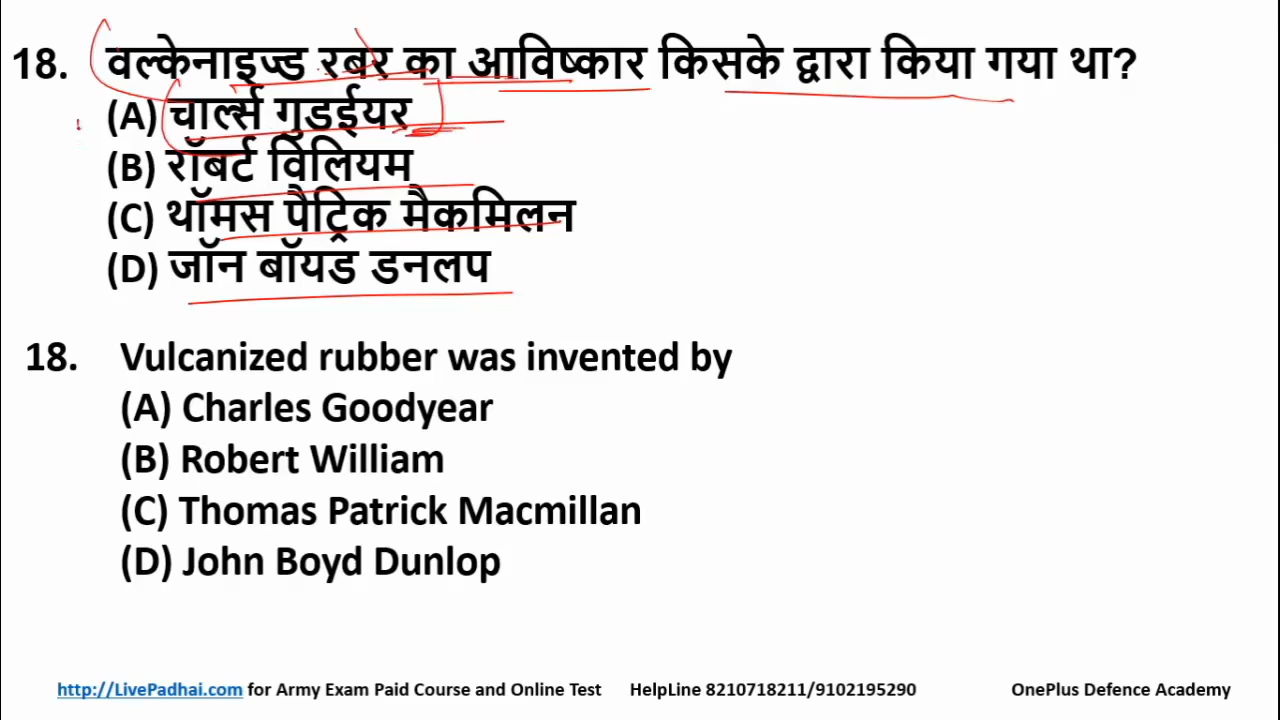 18. वल्केनाइज्ड रबर का आविष्कार किसके द्वारा किया गया था?
(A) चार्ल्स गुडईयर
(B) रॉबर्ट विलियम
(C) थॉमस पैट्रिक मैकमिलन
(D) जॉन बॉयड डनलप
18. Vulcanized rubber was invented by
(A) Charles Goodyear
(B) Robert William
(C) Thomas Patrick Macmillan
(D) John Boyd Dunlop
http://LivePadhai.com for Army Exam Paid Course and Online Test HelpLine 8210718211/9102195290 OnePlus Defence Academy